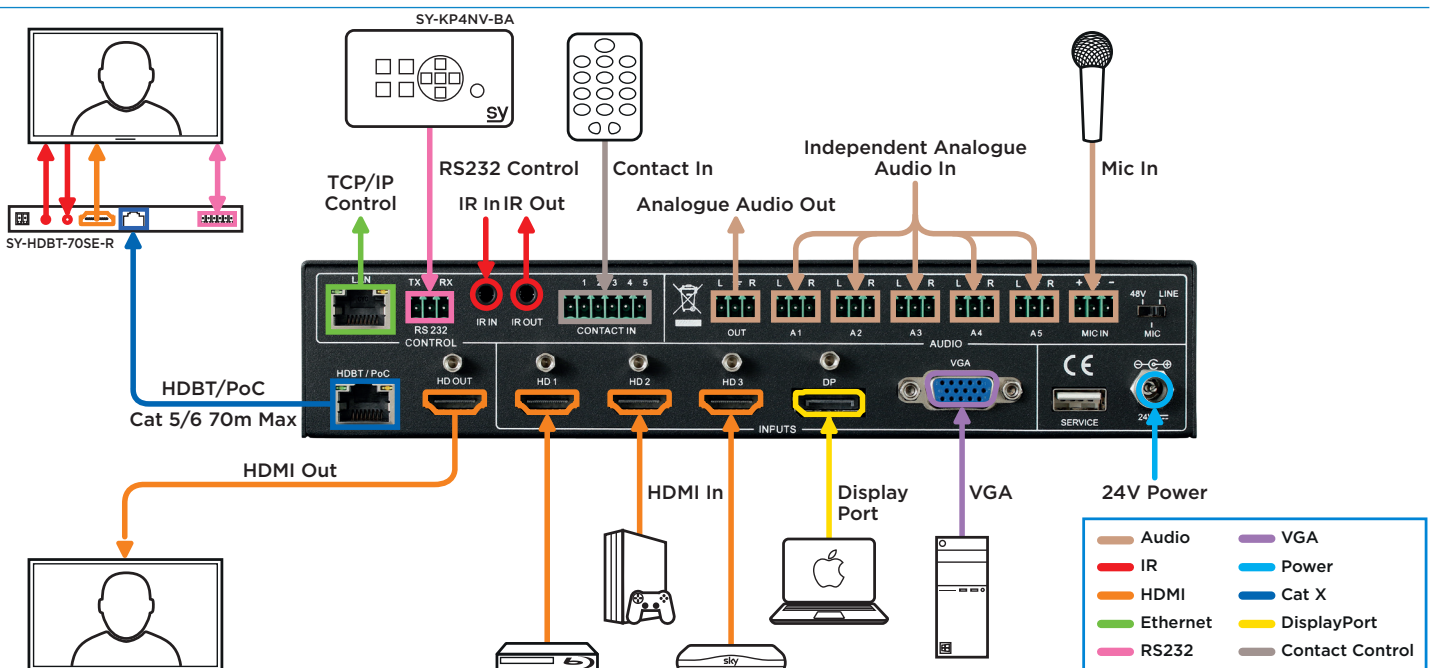 SY-KP4NV-BA
sy
RS232 Control
Contact In
Independent Analogue
Audio In
Mic In
TCP/IP
Control
IR In
IR Out
Analogue Audio Out
SY-HDBT-70SE-R
LAN
TX RX
1 2 3 4 5
L R
L R
L R
L R
L R
L R
+ -
48V LINE
RS 232
IR IN
IR OUT
CONTACT IN
OUT
A1
A2
A3
A4
A5
MIC IN
MIC
CONTROL
AUDIO
HDBT / PoC
HD OUT
HD 1
HD 2
HD 3
DP
VGA
CE
24V
SERVICE
INPUTS
HDBT/PoC
Cat 5/6 70m Max
HDMI Out
HDMI In
Display
Port
VGA
24V Power
sky
Audio
IR
HDMI
Ethernet
RS232
VGA
Power
Cat X
DisplayPort
Contact Control